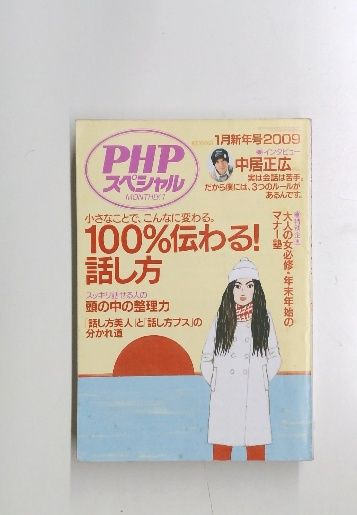 1月新年号2009
PHP
スペシャル
MONTHLY
●インタビュー
中居正広
実は会話は苦手。
だから僕には、3つのルールが
あるんです。
小さなことで、こんなに変わる。
100%伝わる!
話し方
スッキリ話せる人の
頭の中の整理力
「話し方美人」と「話し方ブス」の
分かれ道
●特別企画
大人の女必修・年末年始の
マナー塾